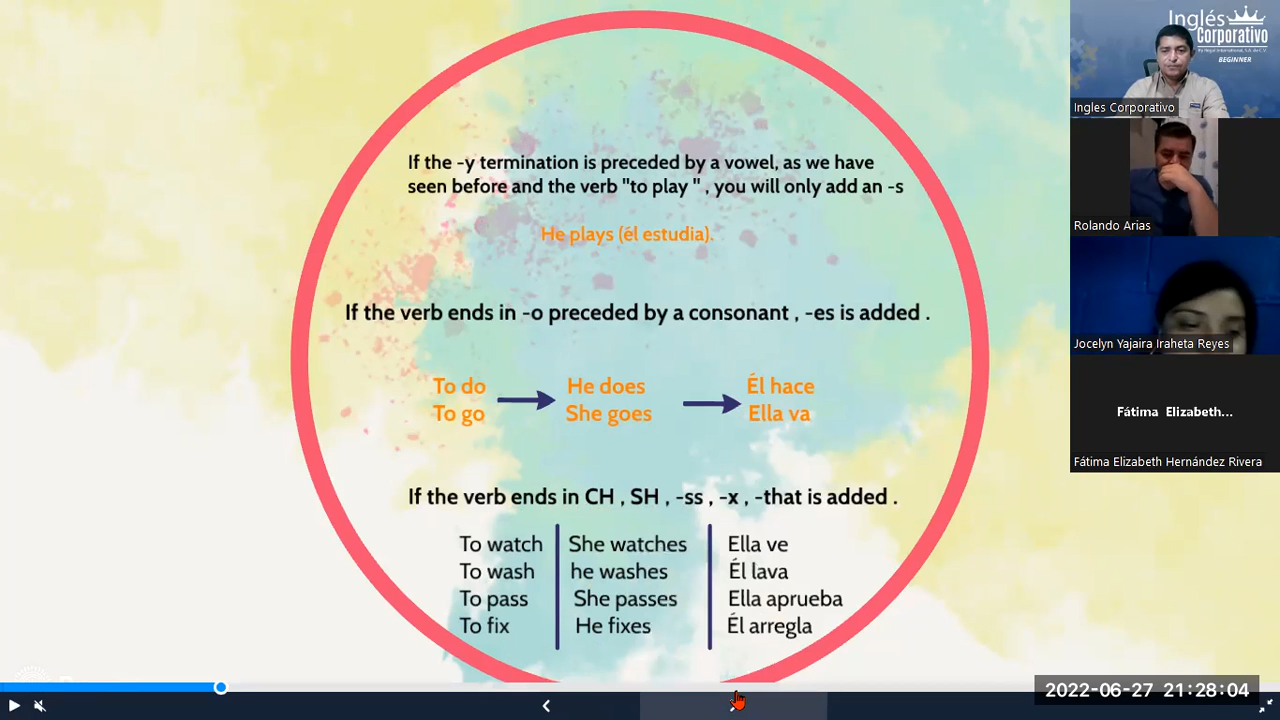 If the -y termination is preceded by a vowel, as we have
seen before and the verb "to play " , you will only add an -s
He plays (él estudia).
If the verb ends in -o preceded by a consonant , -es is added .
To do He does Él hace
To go She goes Ella va
If the verb ends in CH , SH , -ss , -x , -that is added .
To watch She watches Ella ve
To wash he washes Él lava
To pass She passes Ella aprueba
To fix He fixes Él arregla
Inglés
Corporativo
BEGINNER
Ingles Corporativo
Rolando Arias
Jocelyn Yajaira Iraheta Reyes
Fátima Elizabeth...
Fátima Elizabeth Hernández Rivera
2022-06-27 21:28:04